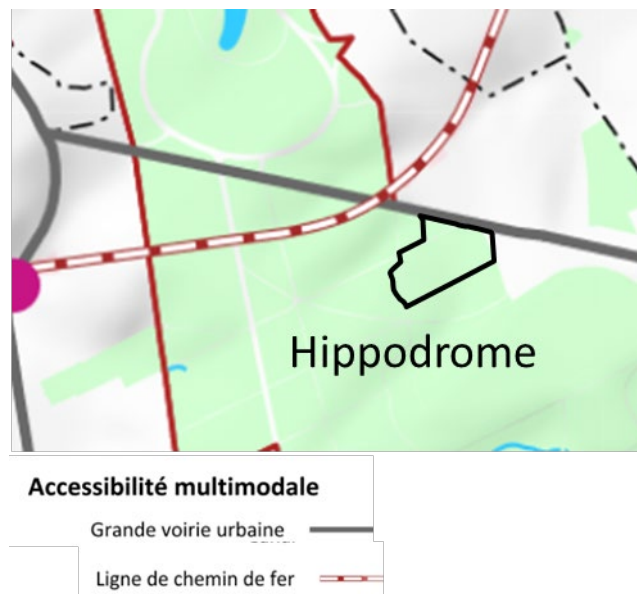 Hippodrome
Accessibilité multimodale
Grande voirie urbaine
Ligne de chemin de fer